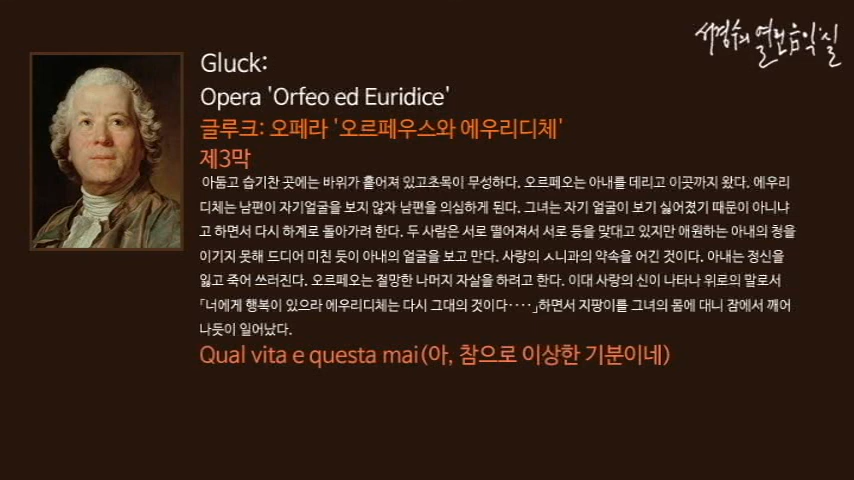 서경수의 열린 音악실
Gluck:
Opera 'Orfeo ed Euridice'
글루크: 오페라 '오르페우스와 에우리디체'
제3막
아둠고 습기찬 곳에는 바위가 흩어져 있고초목이 무성하다. 오르페오는 아내를 데리고 이곳까지 왔다. 에우리
디체는 남편이 자기얼굴을 보지 않자 남편을 의심하게 된다. 그녀는 자기 얼굴이 보기 싫어졌기 때문이 아니냐
고 하면서 다시 하계로 돌아가려 한다. 두 사람은 서로 떨어져서 서로 등을 맞대고 있지만 애원하는 아내의 청을
이기지 못해 드디어 미친 듯이 아내의 얼굴을 보고 만다. 사랑의 ㅅ니과의 약속을 어긴 것이다. 아내는 정신을
잃고 죽어 쓰러진다. 오르페오는 절망한 나머지 자살을 하려고 한다. 이대 사랑의 신이 나타나 위로의 말로서
｢너에게 행복이 있으라 에우리디체는 다시 그대의 것이다‥‥｣하면서 지팡이를 그녀의 몸에 대니 잠에서 깨어
나듯이 일어났다.
Qual vita e questa mai(아, 참으로 이상한 기분이네)